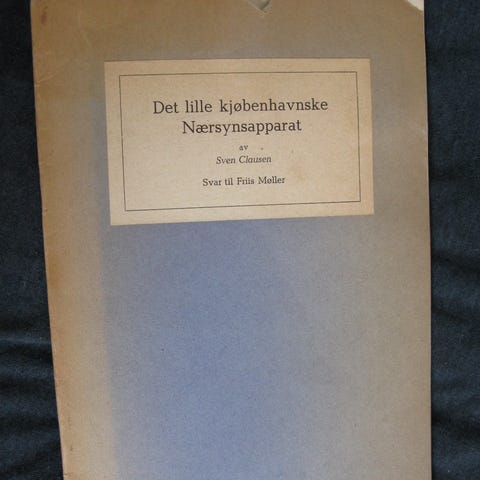 Det lille kjøbenhavnske
Nærsynsapparat
av
Sven Clausen
Svar til Friis Møller